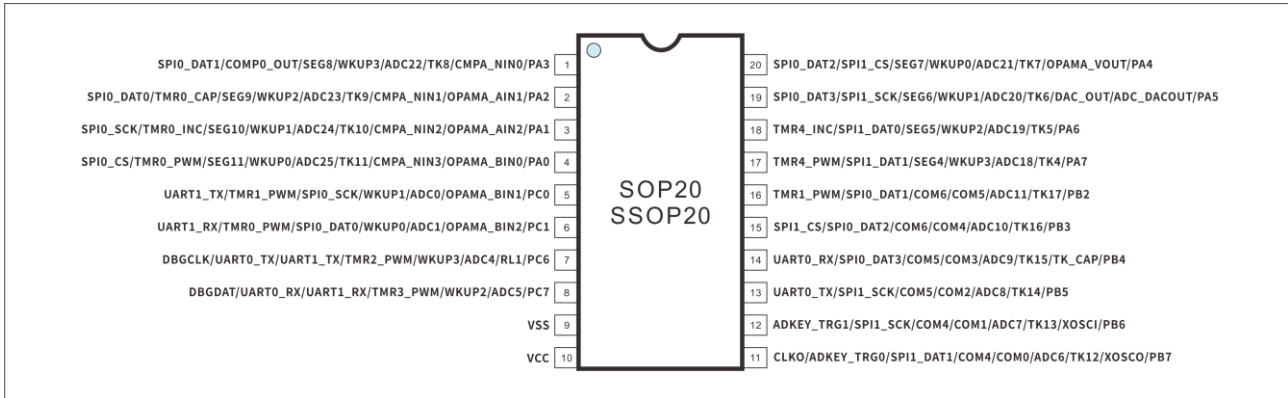 SPI0_DAT1/COMP0_OUT/SEG8/WKUP3/ADC22/TK8/CMPA_NIN0/PA3 1
SPI0_DAT0/TMR0_CAP/SEG9/WKUP2/ADC23/TK9/CMPA_NIN1/OPAMA_AIN1/PA2 2
SPI0_SCK/TMR0_INC/SEG10/WKUP1/ADC24/TK10/CMPA_NIN2/OPAMA_AIN2/PA1 3
SPI0_CS/TMR0_PWM/SEG11/WKUP0/ADC25/TK11/CMPA_NIN3/OPAMA_BIN0/PA0 4
UART1_TX/TMR1_PWM/SPI0_SCK/WKUP1/ADC0/OPAMA_BIN1/PC0 5
UART1_RX/TMR0_PWM/SPI0_DAT0/WKUP0/ADC1/OPAMA_BIN2/PC1 6
DBGCLK/UART0_TX/UART1_TX/TMR2_PWM/WKUP3/ADC4/RL1/PC6 7
DBGDAT/UART0_RX/UART1_RX/TMR3_PWM/WKUP2/ADC5/PC7 8
VSS 9
VCC 10
SOP20
SSOP20
20 SPI0_DAT2/SPI1_CS/SEG7/WKUP0/ADC21/TK7/OPAMA_VOUT/PA4
19 SPI0_DAT3/SPI1_SCK/SEG6/WKUP1/ADC20/TK6/DAC_OUT/ADC_DACOUT/PA5
18 TMR4_INC/SPI1_DAT0/SEG5/WKUP2/ADC19/TK5/PA6
17 TMR4_PWM/SPI1_DAT1/SEG4/WKUP3/ADC18/TK4/PA7
16 TMR1_PWM/SPI0_DAT1/COM6/COM5/ADC11/TK17/PB2
15 SPI1_CS/SPI0_DAT2/COM6/COM4/ADC10/TK16/PB3
14 UART0_RX/SPI0_DAT3/COM5/COM3/ADC9/TK15/TK_CAP/PB4
13 UART0_TX/SPI1_SCK/COM5/COM2/ADC8/TK14/PB5
12 ADKEY_TRG1/SPI1_SCK/COM4/COM1/ADC7/TK13/XOSCI/PB6
11 CLKO/ADKEY_TRG0/SPI1_DAT1/COM4/COM0/ADC6/TK12/XOSCO/PB7